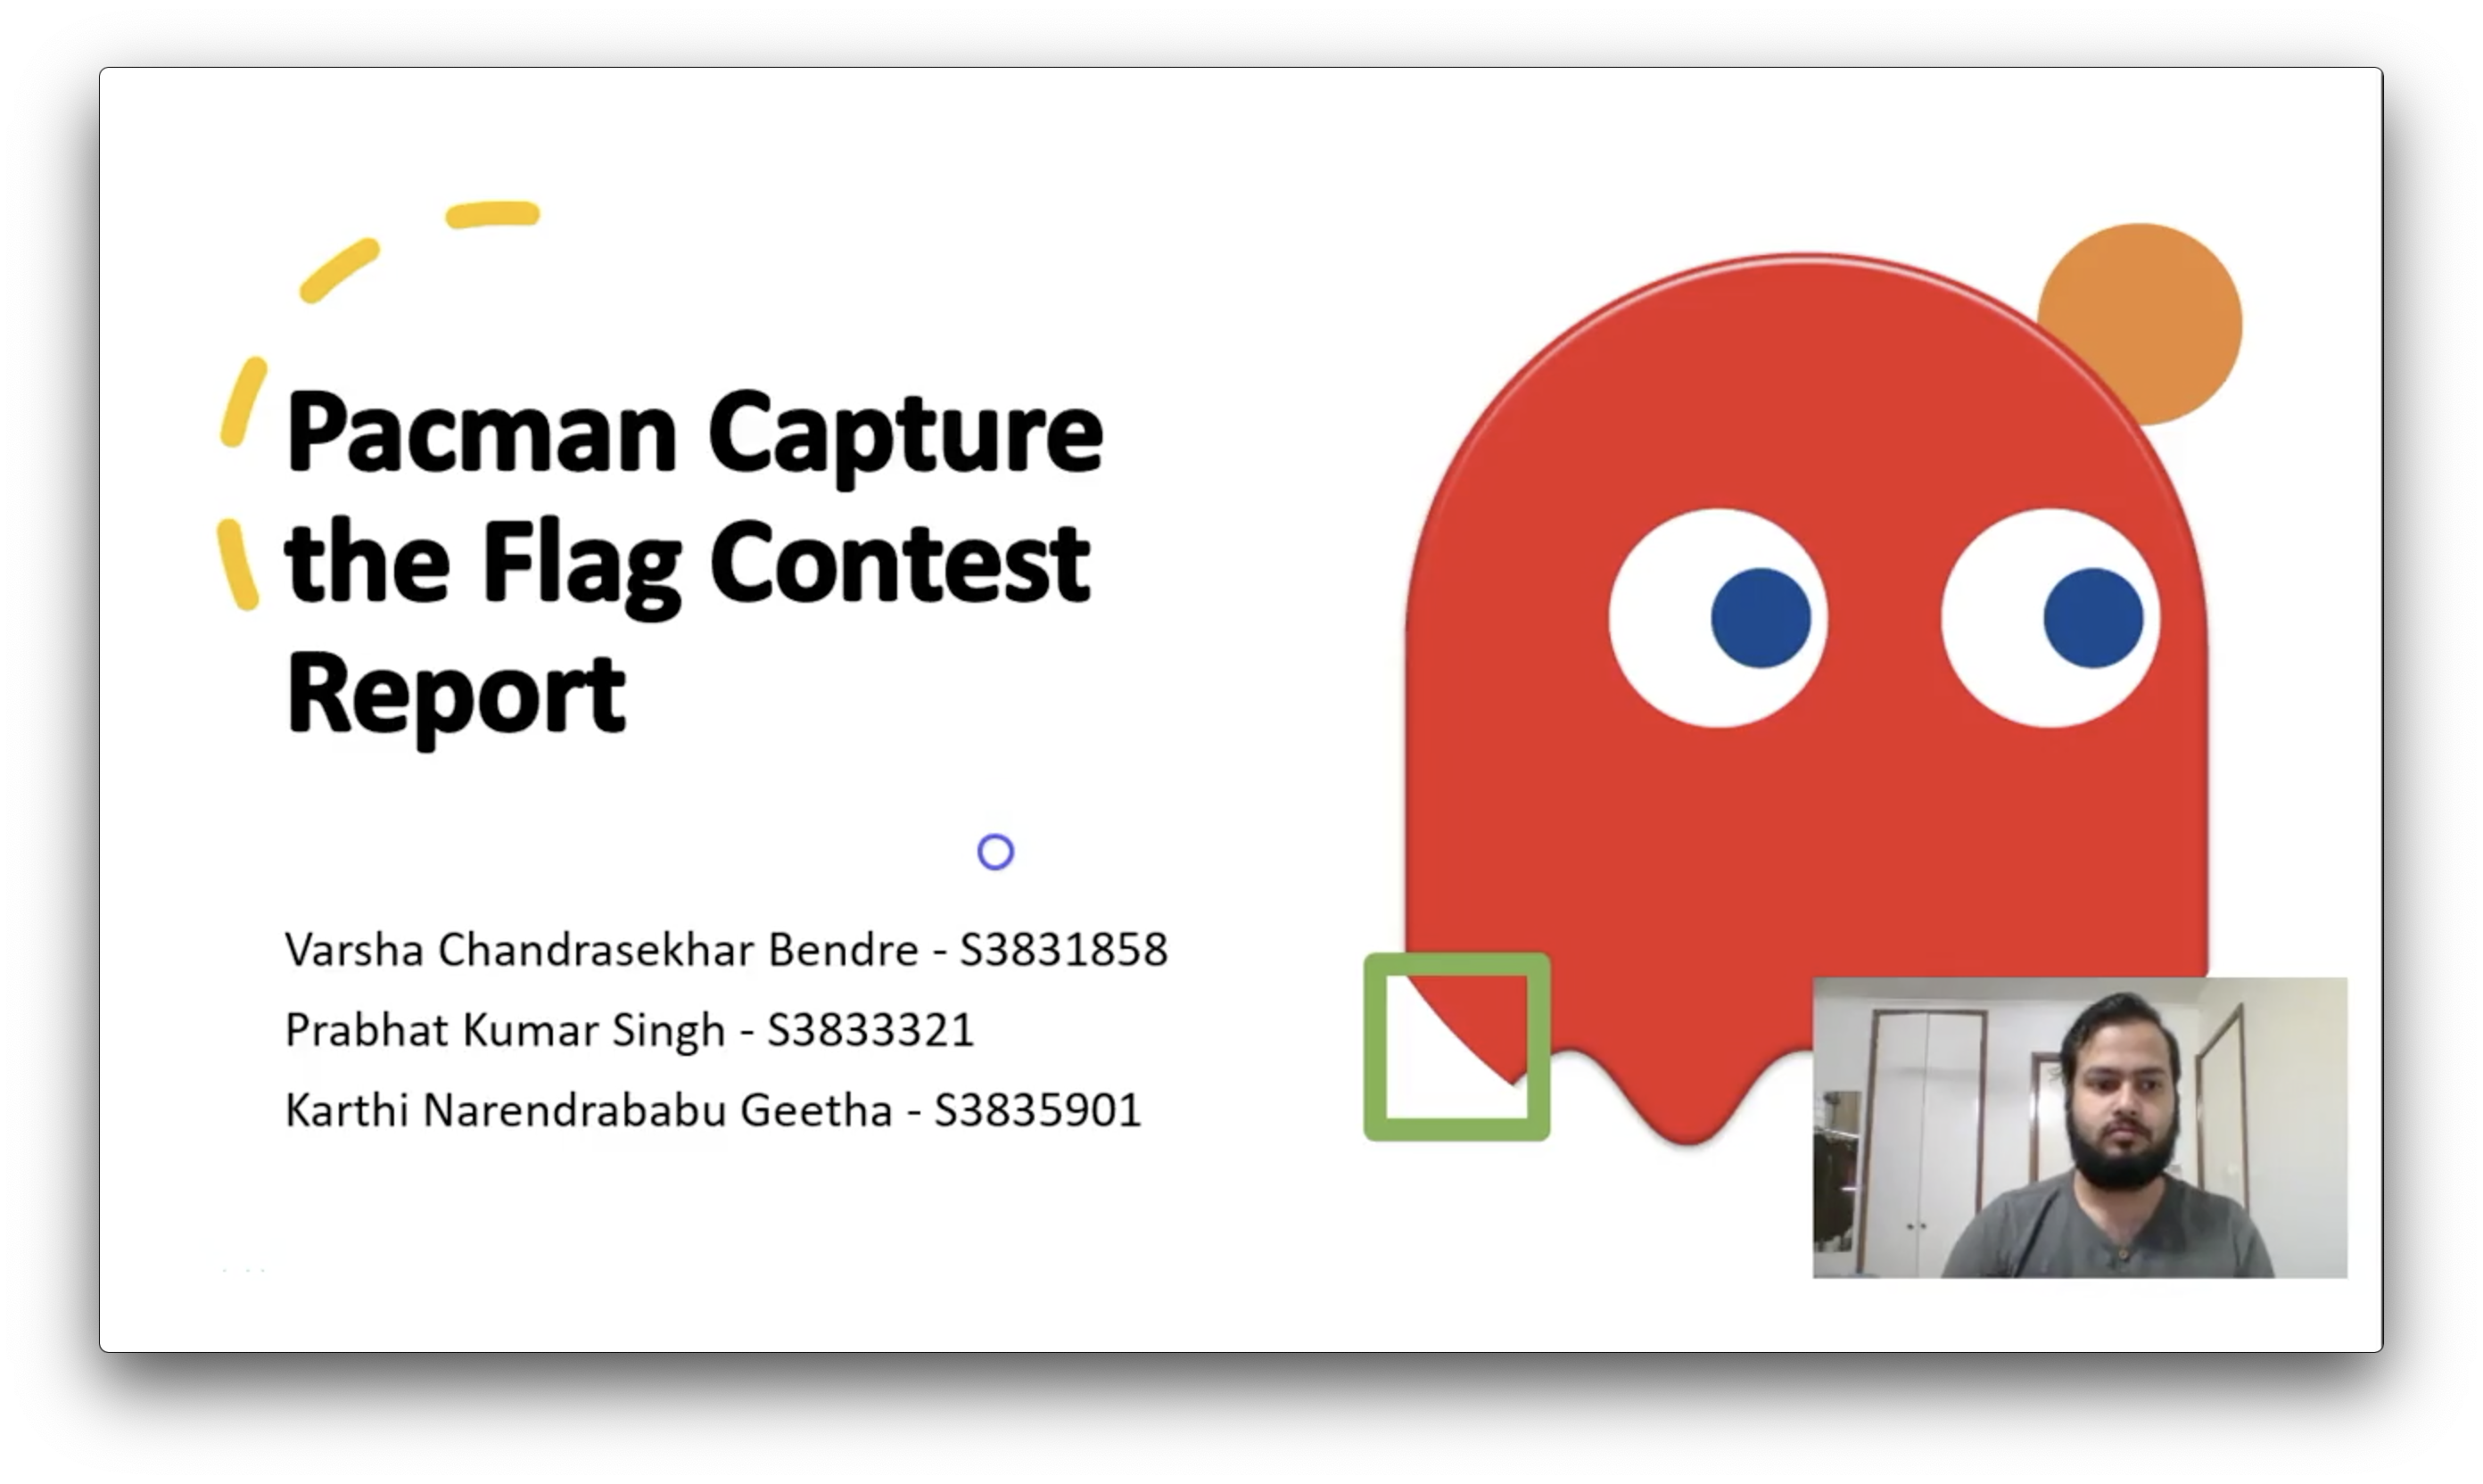 Pacman Capture
the Flag Contest
Report
Varsha Chandrasekhar Bendre - S3831858
Prabhat Kumar Singh - S3833321
Karthi Narendrababu Geetha - S3835901